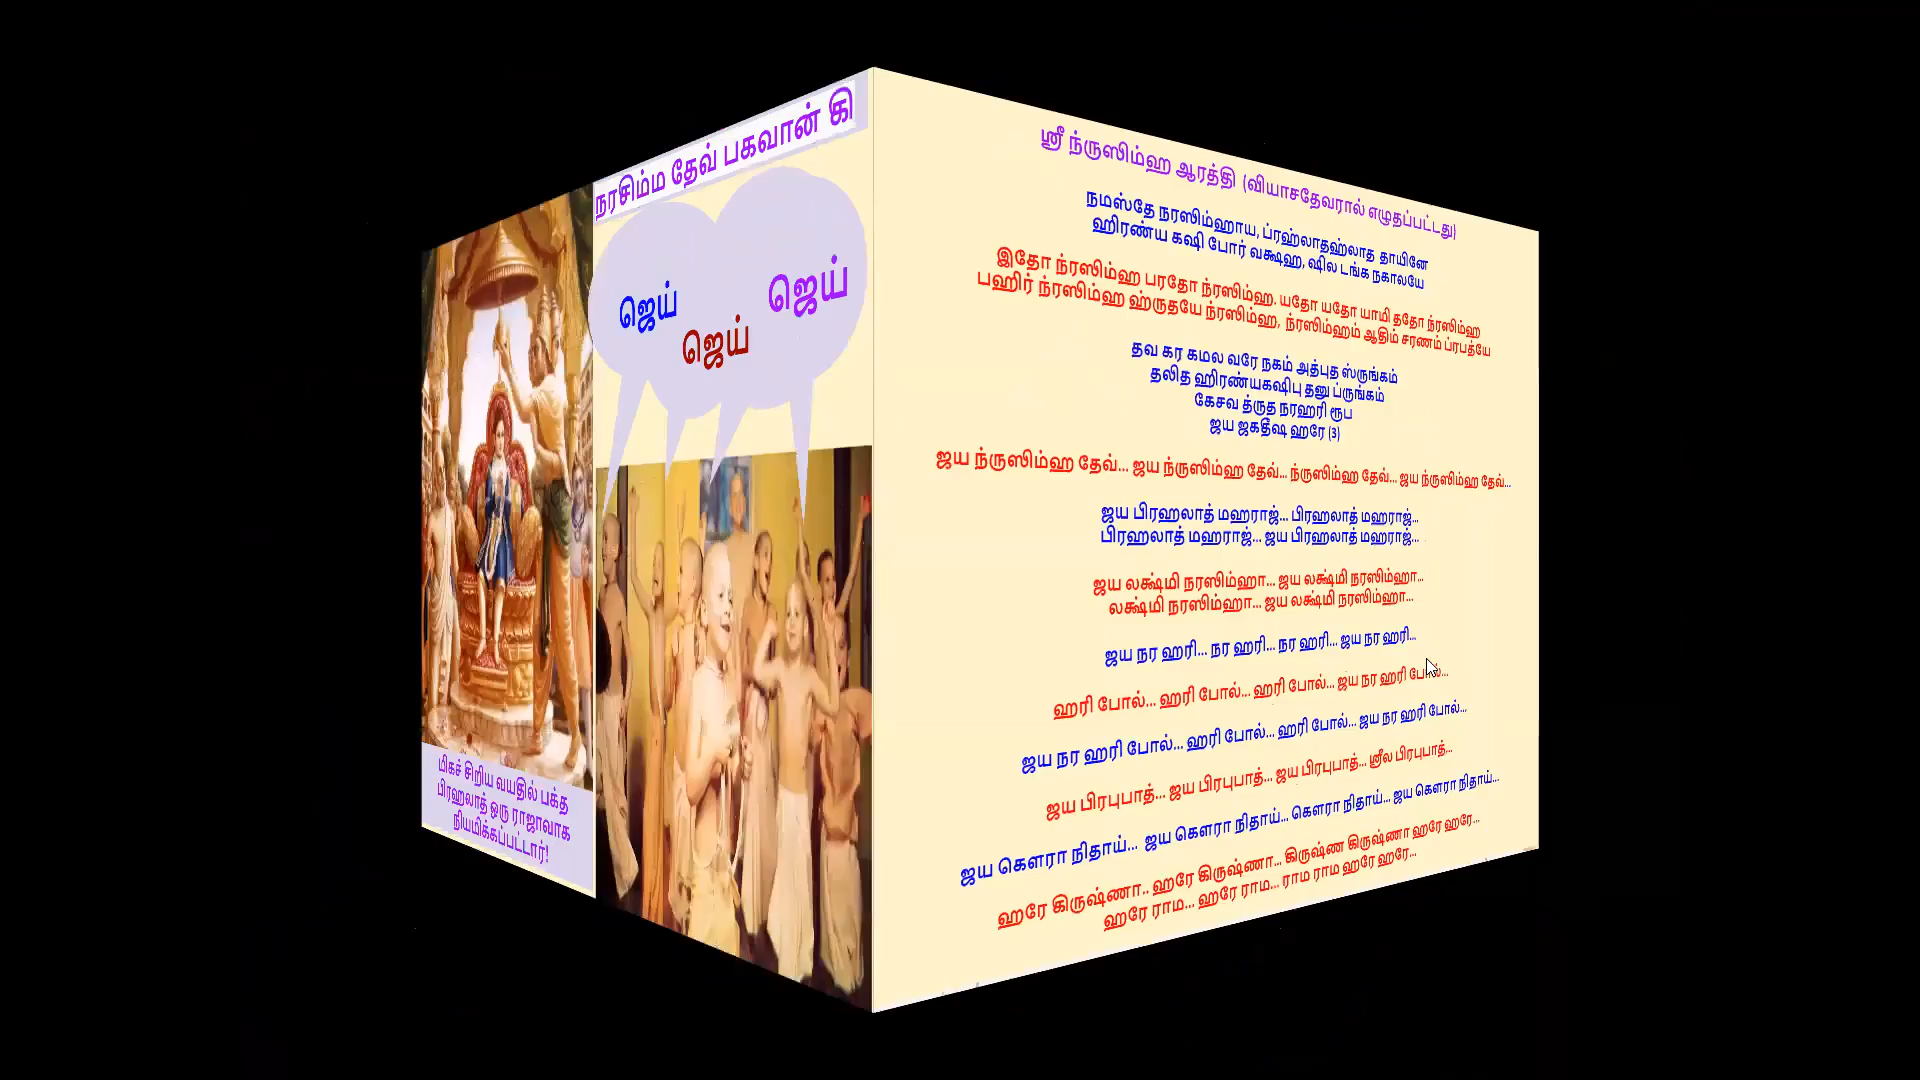 நரசிம்ம தேவ் பகவான் கி
ஜெய்
ஜெய்
ஜெய்
மிகச் சிறிய வயதில் பக்த
பிரஹலாத் ஒரு ராஜாவாக
நியமிக்கப்பட்டார்!
ஸ்ரீ ந்ருஸிம்ஹ ஆரத்தி (வியாசதேவரால் எழுதப்பட்டது)
நமஸ்தே நரஸிம்ஹாய, ப்ரஹ்லாதஹ்லாத தாயினே
ஹிரண்ய கஷி போர் வக்ஷஹ, ஷில டங்க நகாலயே
இதோ ந்ரஸிம்ஹ பரதோ ந்ரஸிம்ஹ, யதோ யதோ யாமி ததோ ந்ரஸிம்ஹ
பஹிர் ந்ரஸிம்ஹ ஹ்ருதயே ந்ரஸிம்ஹ, ந்ரஸிம்ஹம் ஆதிம் சரணம் ப்ரபத்யே
தவ கர கமல வரே நகம் அத்புத ஸ்ருங்கம்
தலித ஹிரண்யகஷிபு தனு ப்ருங்கம்
கேசவ த்ருத நரஹரி ரூப
ஜய ஜகதீஷ ஹரே (3)
ஜய ந்ருஸிம்ஹ தேவ்... ஜய ந்ருஸிம்ஹ தேவ்... ந்ருஸிம்ஹ தேவ்... ஜய ந்ருஸிம்ஹ தேவ்...
ஜய பிரஹலாத் மஹராஜ்... பிரஹலாத் மஹராஜ்...
பிரஹலாத் மஹராஜ்... ஜய பிரஹலாத் மஹராஜ்...
ஜய லக்ஷ்மி நரஸிம்ஹா... ஜய லக்ஷ்மி நரஸிம்ஹா...
லக்ஷ்மி நரஸிம்ஹா... ஜய லக்ஷ்மி நரஸிம்ஹா...
ஜய நர ஹரி... நர ஹரி... நர ஹரி... ஜய நர ஹரி...
ஹரி போல்... ஹரி போல்... ஹரி போல்... ஜய நர ஹரி போல்...
ஜய நர ஹரி போல்... ஹரி போல்... ஹரி போல்... ஜய நர ஹரி போல்...
ஜய பிரபுபாத்... ஜய பிரபுபாத்... ஜய பிரபுபாத்... ஸ்ரீல பிரபுபாத்...
ஜய கௌரா நிதாய்... ஜய கௌரா நிதாய்... கௌரா நிதாய்... ஜய கௌரா நிதாய்...
ஹரே கிருஷ்ணா.. ஹரே கிருஷ்ணா... கிருஷ்ண கிருஷ்ணா ஹரே ஹரே...
ஹரே ராம... ஹரே ராம... ராம ராம ஹரே ஹரே...